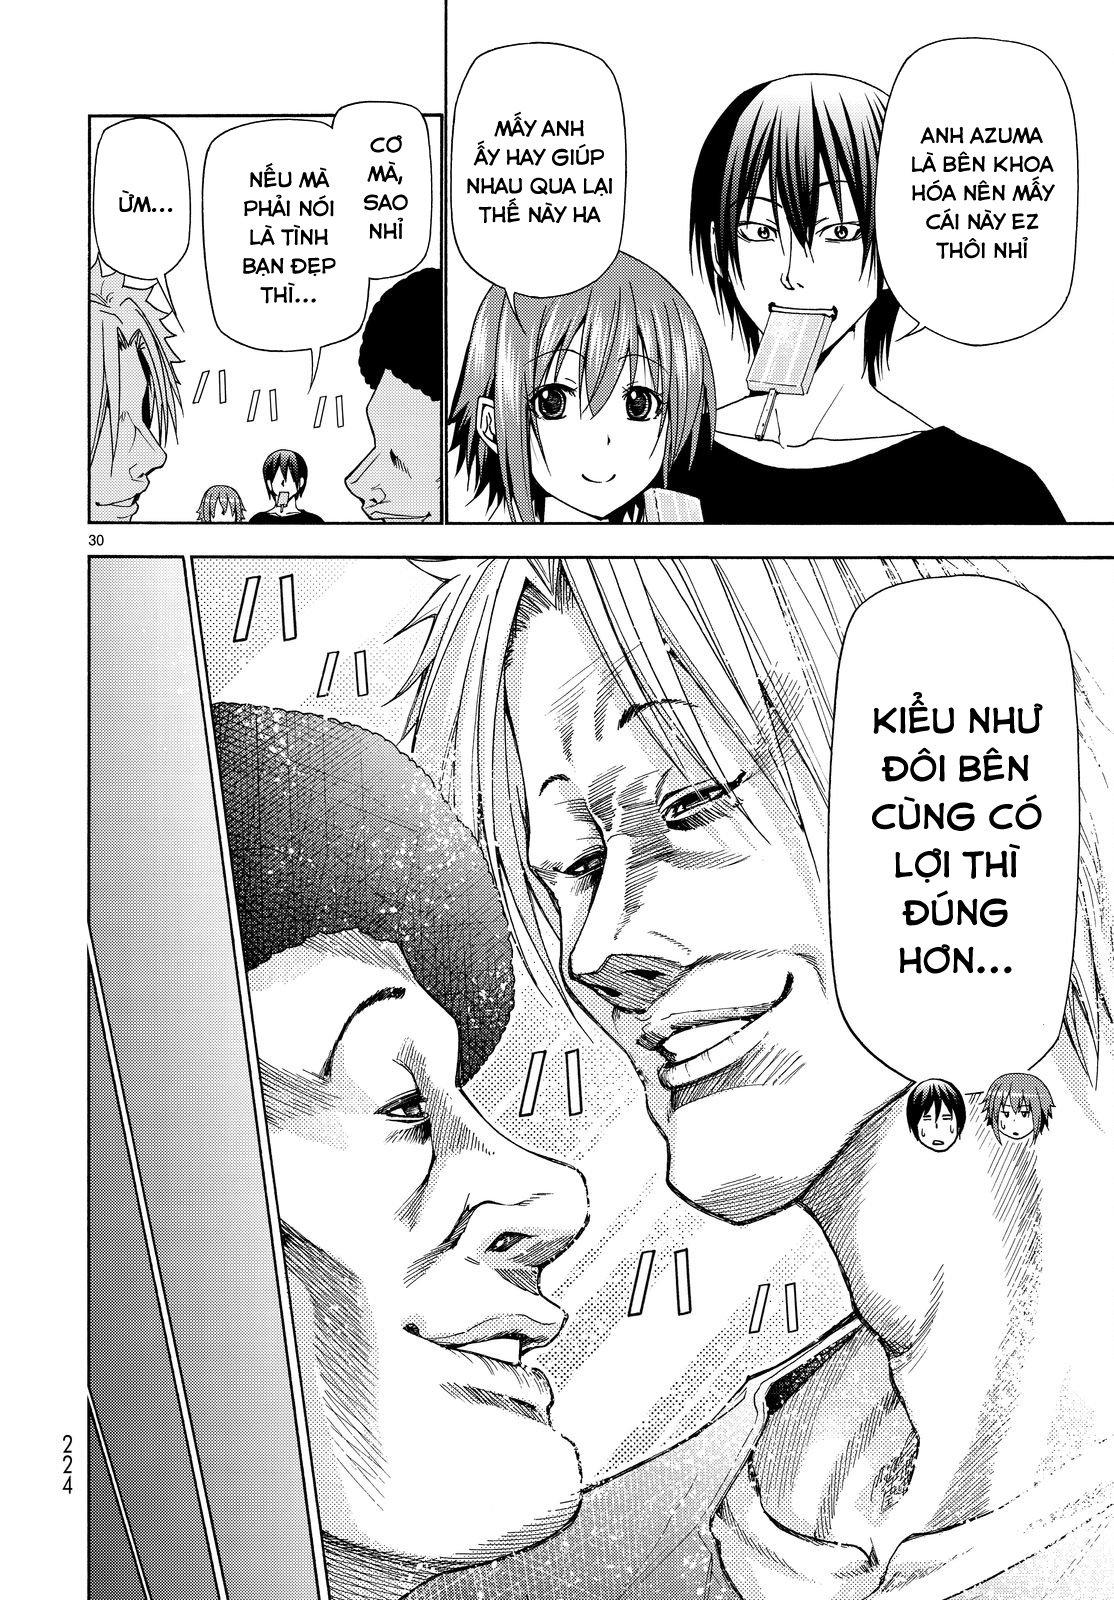 ANH AZUMA
LÀ BÊN KHOA
HÓA NÊN MẤY
CÁI NÀY EZ
THÔI NHỈ
MẤY ANH
ẤY HAY GIÚP
NHAU QUA LẠI
THẾ NÀY HA
CƠ
MÀ,
SAO
NHỈ
NẾU MÀ
PHẢI NÓI
LÀ TÌNH
BẠN ĐẸP
THÌ...
ỪM...
30
KIỂU NHƯ
ĐÔI BÊN
CÙNG CÓ
LỢI THÌ
ĐÚNG
HƠN...
224